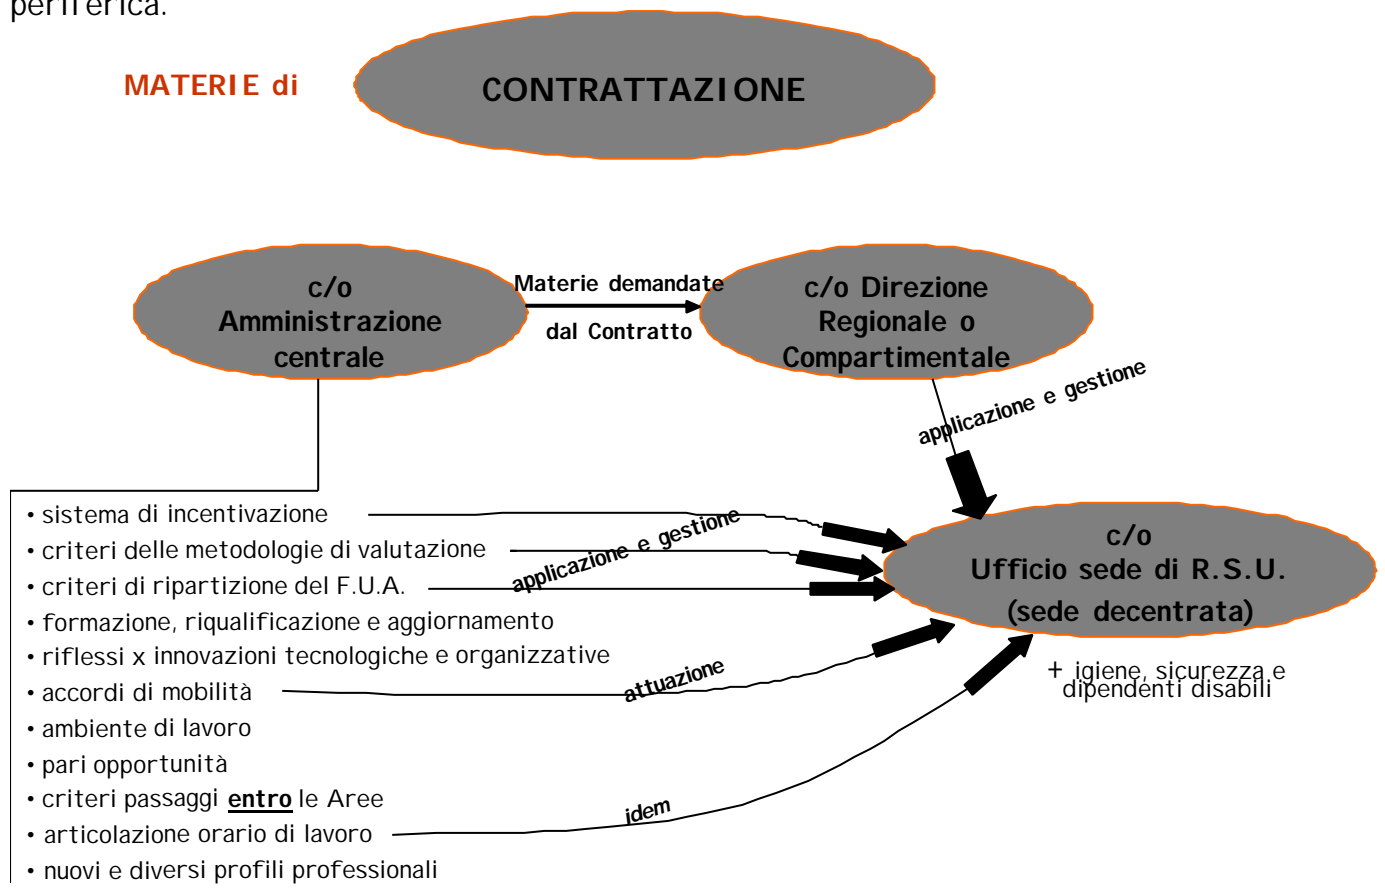 periferica.
MATERIE di
CONTRATTAZIONE
c/o
Amministrazione
centrale
Materie demandate
dal Contratto
c/o Direzione
Regionale o
Compartimentale
applicazione e gestione
• sistema di incentivazione
• criteri delle metodologie di valutazione
• criteri di ripartizione del F.U.A.
• formazione, riqualificazione e aggiornamento
• riflessi x innovazioni tecnologiche e organizzative
• accordi di mobilità
• ambiente di lavoro
• pari opportunità
• criteri passaggi entro le Aree
• articolazione orario di lavoro
• nuovi e diversi profili professionali
applicazione e gestione
attuazione
idem
c/o
Ufficio sede di R.S.U.
(sede decentrata)
+ igiene, sicurezza e
dipendenti disabili